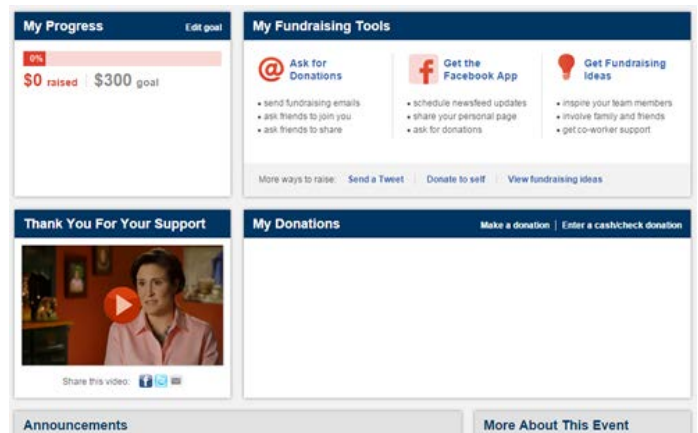 My Progress
Edit goal
0%
$0 raised $300 goal
My Fundraising Tools
@ Ask for
Donations
• send fundraising emails
• ask friends to join you
• ask friends to share
f Get the
Facebook App
• schedule newsfeed updates
• share your personal page
• ask for donations
Get Fundraising
Ideas
• inspire your team members
• involve family and friends
• get co-worker support
More ways to raise: Send a Tweet | Donate to self | View fundraising ideas
Thank You For Your Support
Share this video:
My Donations
Make a donation | Enter a cash/check donation
Announcements
More About This Event